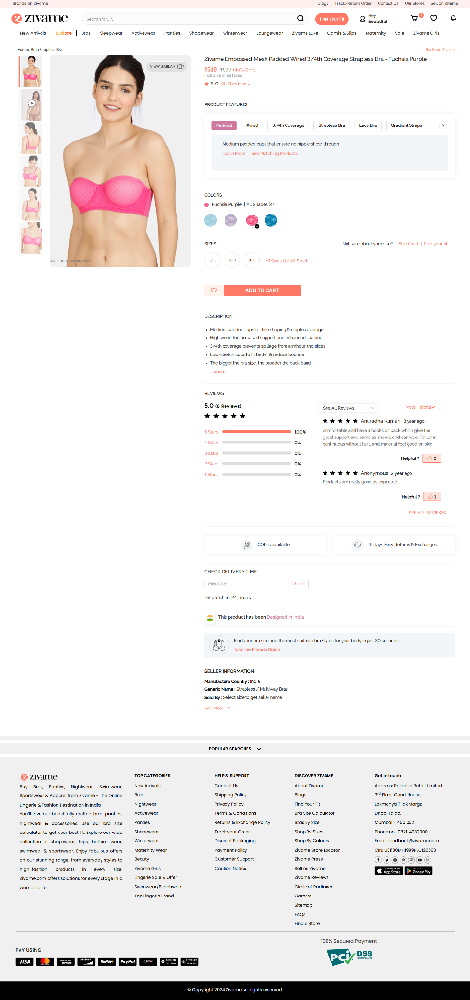 Brands on Zivame
Blogs Track/Return Order Contact Us Our Stores Sell on Zivame
zivame
Search for... S
Find Your Fit
Hey
Beautiful
1
New Arrivals Explore Bras Sleepwear Activewear Panties Shapewear Winterwear Loungewear Zivame Luxe Camis & Slips Maternity Sale Zivame Girls
Home> Bra >Strapless Bra
Bra From Zivame
VIEW SIMILAR
SKU : ZI10TO-Fuchsia Purple
Zivame Embossed Mesh Padded Wired 3/4th Coverage Strapless Bra - Fuchsia Purple
₹549 ₹999 (45% OFF)
Inclusive of all taxes
5.0 (8 Reviews)
PRODUCT FEATURES
Padded Wired 3/4th Coverage Strapless Bra Lace Bra Gradient Straps >
Medium padded cups that ensure no nipple show-through
Learn More See Matching Products
COLORS
Fuchsia Purple | All Shades (4)
SIZES
Not sure about your size? Size Chart | Find your fit
32 C 38 B 38 C +9 Sizes Out Of Stock
ADD TO CART
DESCRIPTION
• Medium padded cups for fine shaping & nipple coverage
• High wired for increased support and enhanced shaping
• 3/4th coverage prevents spillage from armhole and sides
• Low-stretch cups to fit better & reduce bounce
• The bigger the bra size, the broader the back band
...more
REVIEWS
5.0 (8 Reviews)
5 Stars 100%
4 Stars 0%
3 Stars 0%
2 Stars 0%
1 Stars 0%
See All Reviews
Most Helpful
Anuradha Kumari 3 year ago
comfortable and have 3 hooks on back which give the
good support and same as shown, and can wear for 10hr
continuous without hurt, and material feel good on skin
Helpful ? 6
Anonymous 2 year ago
Products are really good as expected
Helpful ? 1
SEE ALL REVIEWS
COD is available
15 days Easy Returns & Exchanges
CHECK DELIVERY TIME
PINCODE Check
Dispatch in 24 hours
This product has been Designed in India
Find your bra size and the most suitable bra styles for your body in just 30 seconds!
Take the Fitcode Quiz >
SELLER INFORMATION
Manufacture Country : India
Generic Name : Strapless / Multiway Bras
Sold By : Select size to get seller name
See More
POPULAR SEARCHES
zivame
Buy Bras, Panties, Nightwear, Swimwear,
Sportswear & Apparel from Zivame - The Online
Lingerie & Fashion Destination in India
You'll love our beautifully crafted bras, panties,
nightwear & accessories. Use our bra size
calculator to get your best fit. Explore our wide
collection of shapewear, tops, bottom wear,
swimwear & sportswear. Enjoy fabulous offers
on our stunning range, from everyday styles to
high-fashion products in every size.
Zivame.com offers solutions for every stage in a
woman's life.
TOP CATEGORIES
New Arrivals
Bras
Nightwear
Activewear
Panties
Shapewear
Winterwear
Maternity Wear
Beauty
Zivame Girls
Lingerie Sale & Offer
Swimwear/Beachwear
Top Lingerie Brand
HELP & SUPPORT
Contact Us
Shipping Policy
Privacy Policy
Terms & Conditions
Returns & Exchange Policy
Track your Order
Discreet Packaging
Payment Policy
Customer Support
Caution Notice
DISCOVER ZIVAME
About Zivame
Blogs
Find Your Fit
Bra Size Calculator
Bras By Size
Shop By Sizes
Shop By Colours
Zivame Store Locator
Zivame Press
Sell on Zivame
Zivame Reviews
Circle of Radiance
Careers
Sitemap
FAQs
Find a Store
Get in touch
Address: Reliance Retail Limited
3rd Floor, Court House,
Lokmanya Tilak Margz
Dhobi Talao,
Mumbai - 400 002
Phone no.: 0821-4232000
Email: feedback@zivame.com
CIN: U01100MH1999PLC120563
Download on the App Store
GET IT ON Google Play
PAY USING
VISA mastercard AMERICAN EXPRESS DISCOVER RuPay PayPal UPI CASH ON DELIVERY INTERNET BANKING
100% Secured Payment
PCI DSS COMPLIANT
© Copyright 2024 Zivame. All rights reserved.